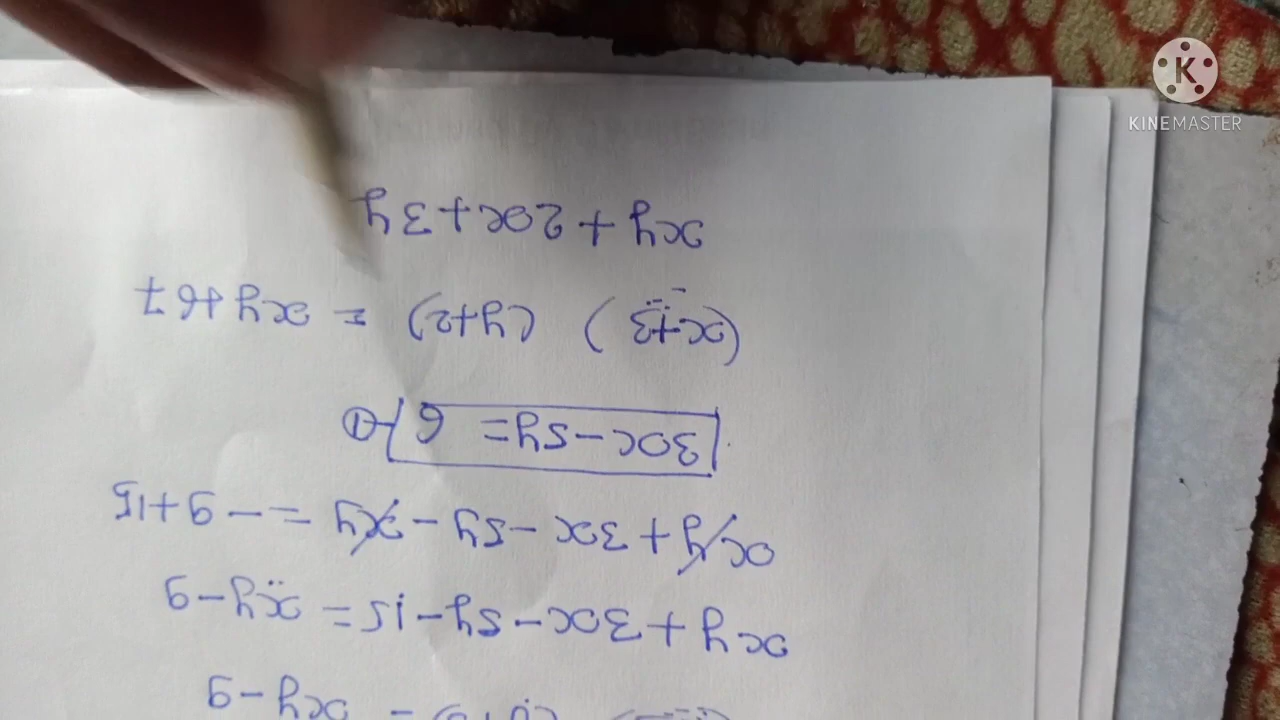 xy - 9
xy + 3x - 5y - 15 = xy - 9
xy + 3x - 5y - xy = - 9 + 15
3x - 5y = 6 - ①
(x+3) (y+2) = xy + 67
xy + 2x + 3y
K
KINEMASTER